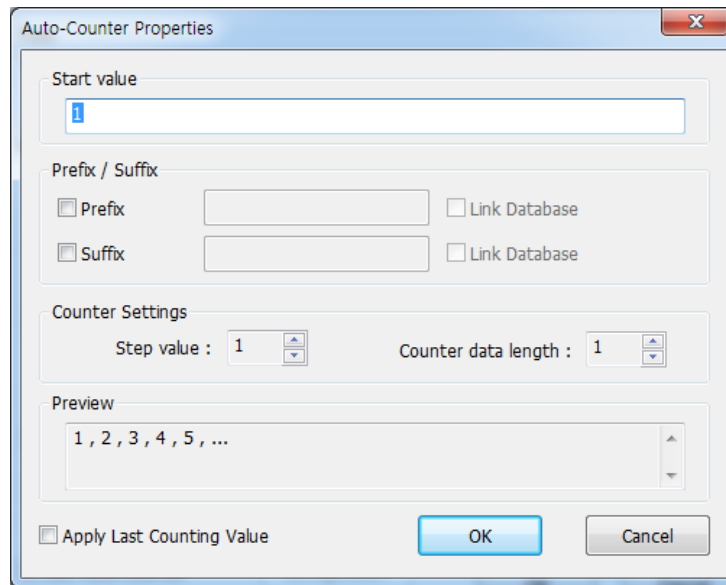 Auto-Counter Properties
Start value
1
Prefix / Suffix
Prefix Link Database
Suffix Link Database
Counter Settings
Step value : 1 Counter data length : 1
Preview
1 , 2 , 3 , 4 , 5 , ...
Apply Last Counting Value OK Cancel